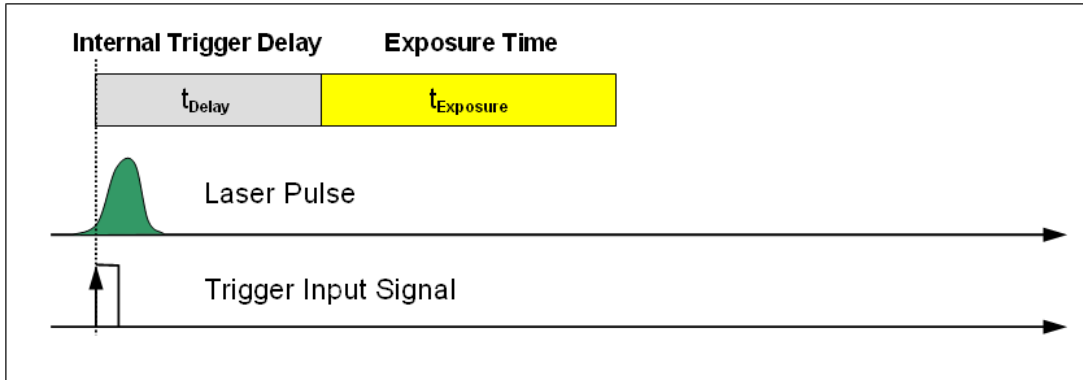 Internal Trigger Delay Exposure Time
tDelay tExposure
Laser Pulse
Trigger Input Signal